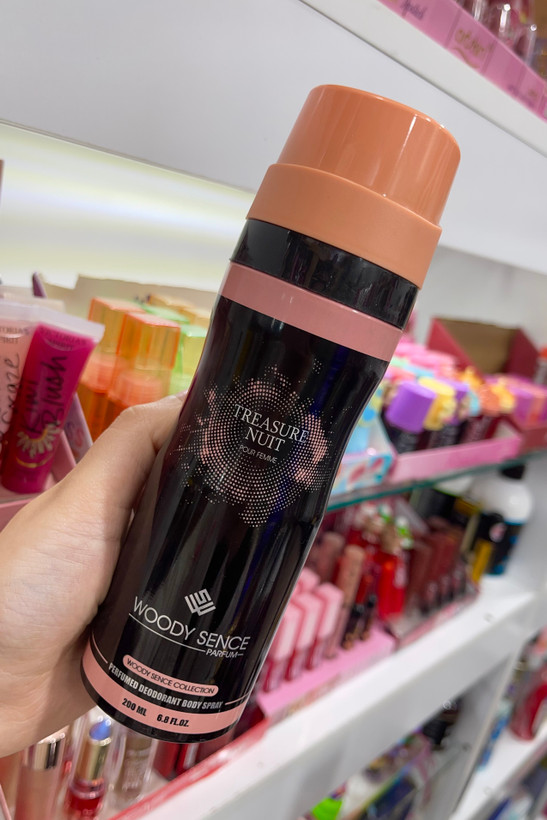 TREASURE
NUIT
POUR FEMME
WOODY SENCE
PARFUM
WOODY SENCE COLLECTION
PERFUMED DEODORANT BODY SPRAY
200 ML 6.8 FL.OZ.
Blush